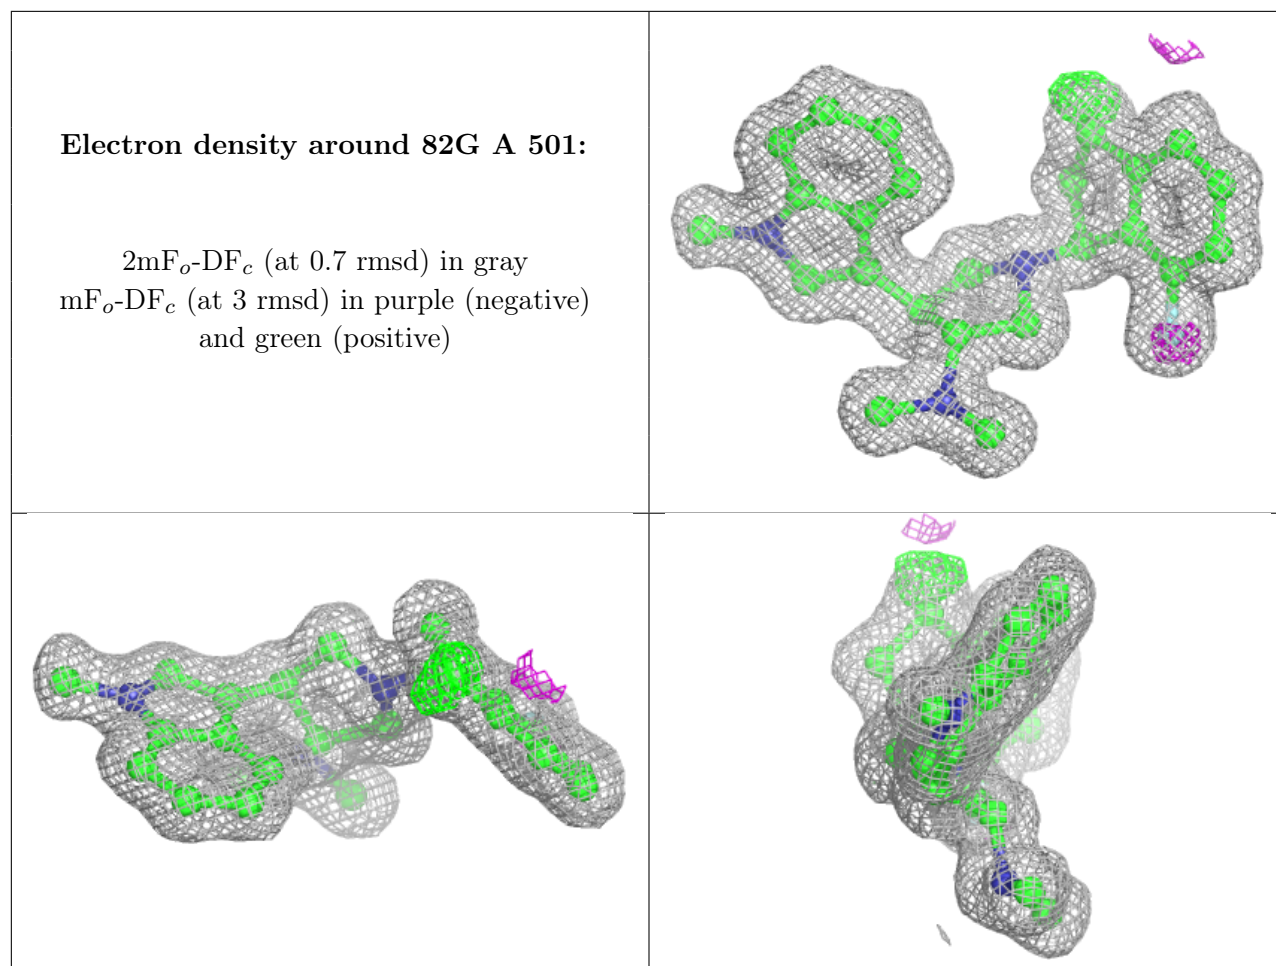 Electron density around 82G A 501:
2mFo-DFc (at 0.7 rmsd) in gray
mFo-DFc (at 3 rmsd) in purple (negative)
and green (positive)